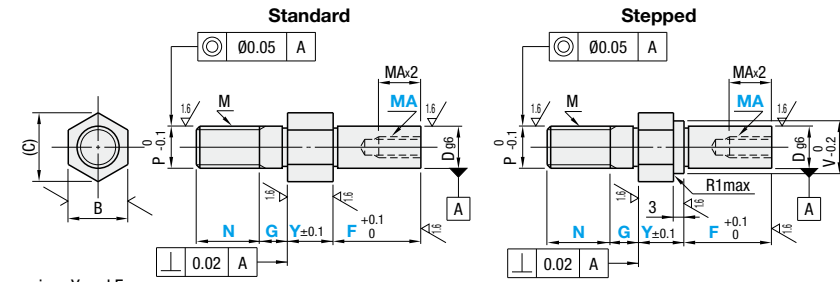 Standard
Stepped
◎ Ø0.05 A
◎ Ø0.05 A
MAx2
MAx2
M
MA
M
MA
1.6
1.6
1.6
1.6
(C)
B
P 0 -0.1
D g6
P 0 -0.1
D g6
V 0 -0.2
R1max
A
A
3
1.6
1.6
1.6
1.6
1.6
1.6
N
G
Y±0.1
F +0.1 0
N
G
Y±0.1
F +0.1 0
⊥ 0.02 A
⊥ 0.02 A